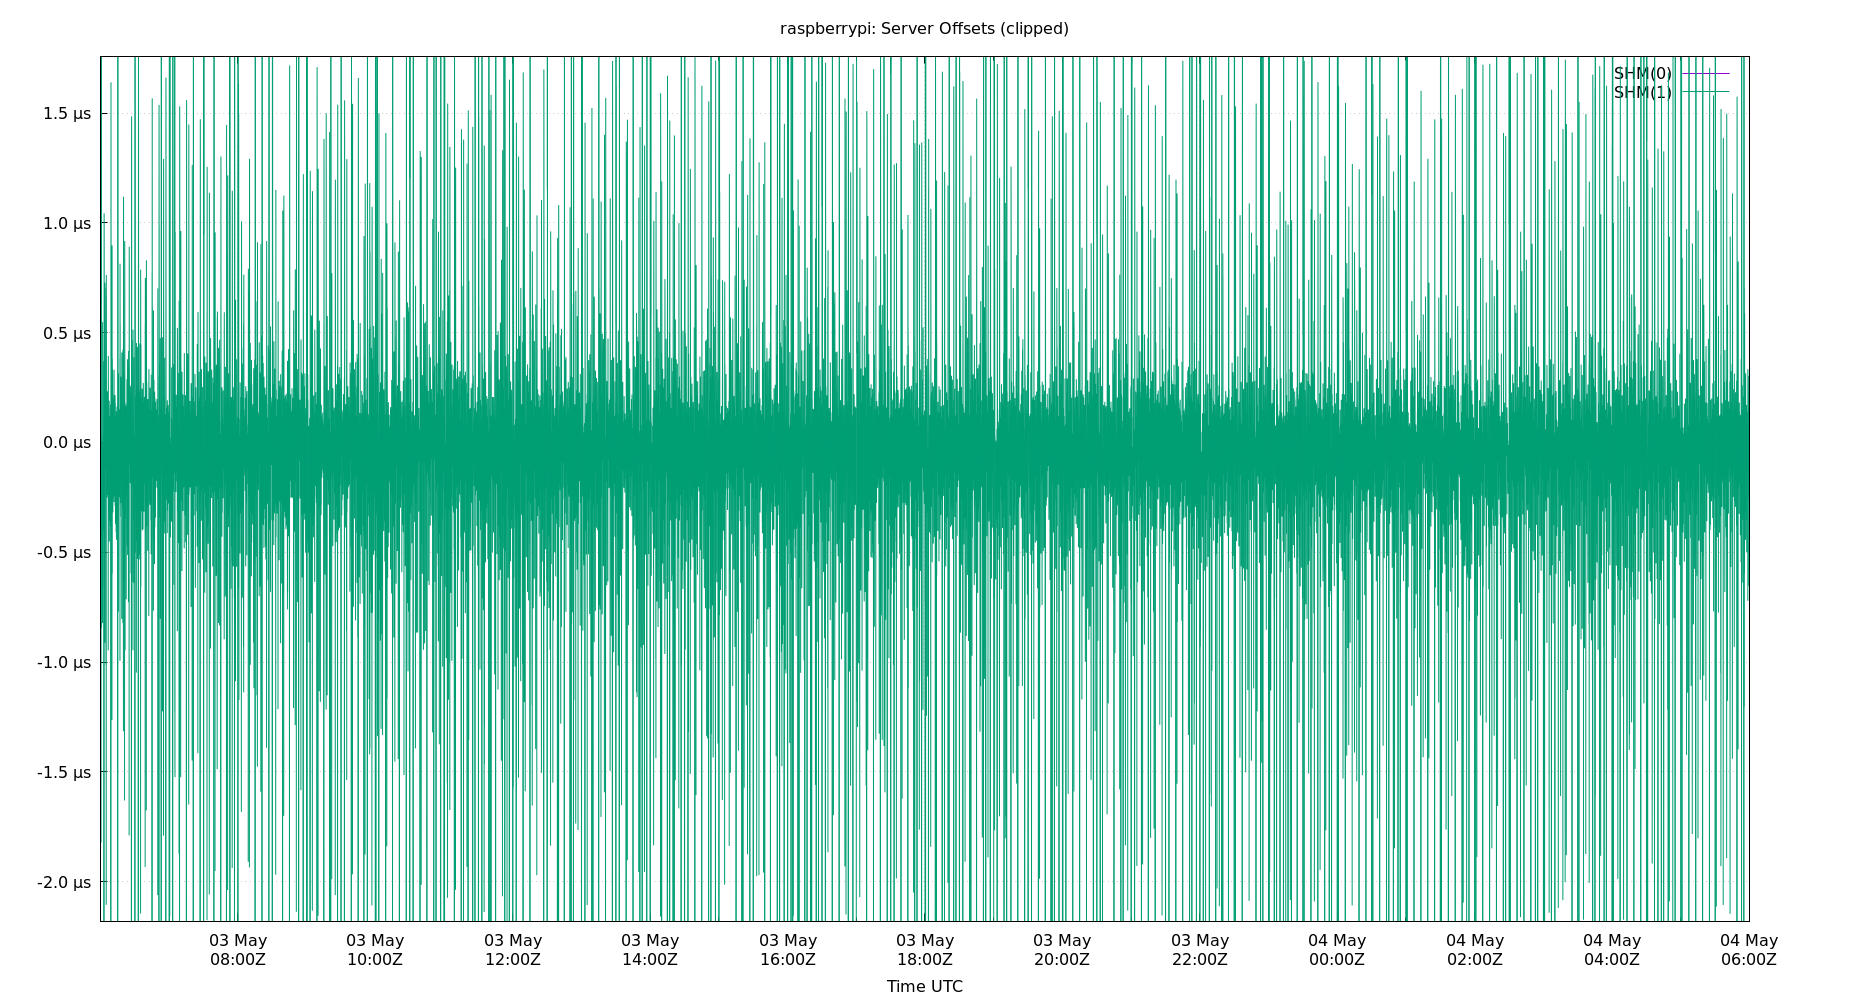 raspberrypi: Server Offsets (clipped)
SHM(0)
SHM(1)
1.5 µs
1.0 µs
0.5 µs
0.0 µs
-0.5 µs
-1.0 µs
-1.5 µs
-2.0 µs
03 May 03 May 03 May 03 May 03 May 03 May 03 May 03 May 04 May 04 May 04 May 04 May
08:00Z 10:00Z 12:00Z 14:00Z 16:00Z 18:00Z 20:00Z 22:00Z 00:00Z 02:00Z 04:00Z 06:00Z
Time UTC